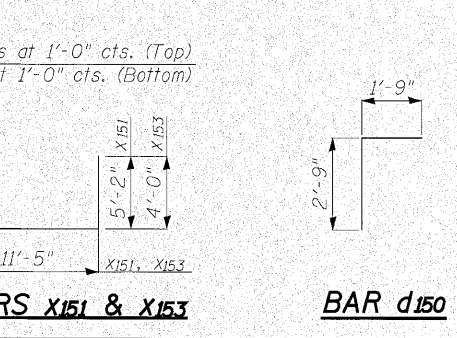 s at 1'-0" cts. (Top)
t 1'-0" cts. (Bottom)
X151
X153
5'-2"
4'-0"
11'-5"
X151, X153
RS X151 & X153
1'-9"
2'-9"
BAR d150